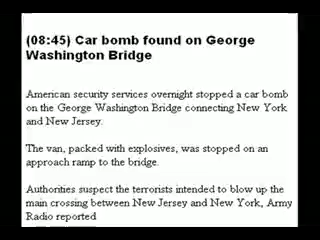 (08:45) Car bomb found on George
Washington Bridge
American security services overnight stopped a car bomb
on the George Washington Bridge connecting New York
and New Jersey.
The van, packed with explosives, was stopped on an
approach ramp to the bridge.
Authorities suspect the terrorists intended to blow up the
main crossing between New Jersey and New York, Army
Radio reported